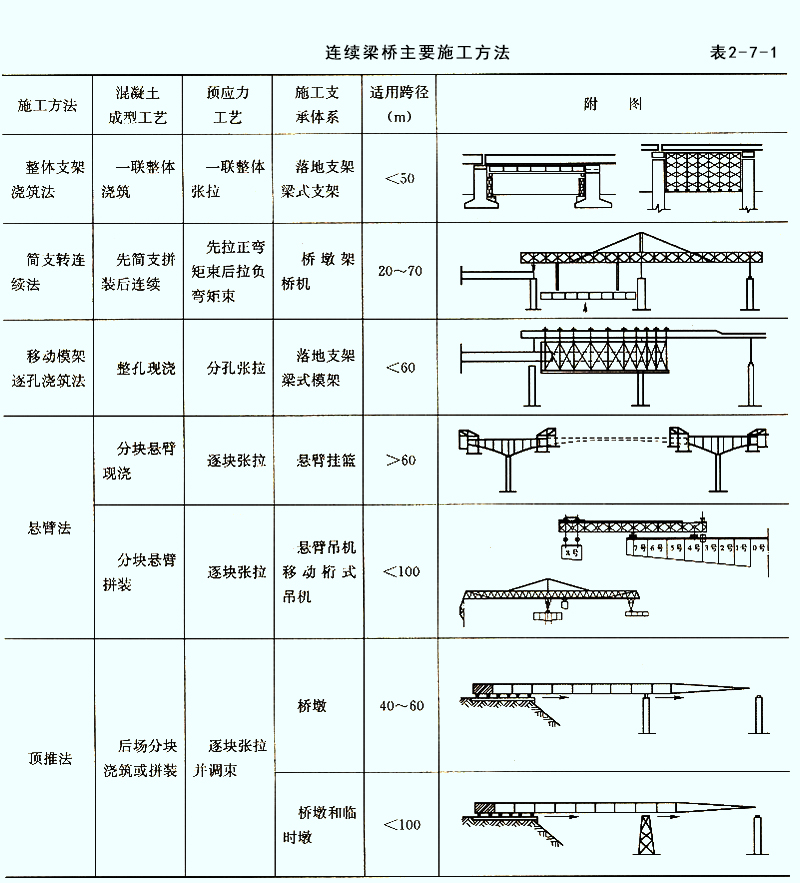 连续梁桥主要施工方法 表2-7-1
施工方法 混凝土成型工艺 预应力工艺 施工支承体系 适用跨径(m) 附图
整体支架浇筑法 一联整体浇筑 一联整体张拉 落地支架梁式支架 <50
简支转连续法 先简支拼装后连续 先拉正弯矩束后拉负弯矩束 桥墩架桥机 20~70
移动模架逐孔浇筑法 整孔现浇 分孔张拉 落地支架梁式模架 <60
悬臂法 分块悬臂现浇 逐块张拉 悬臂挂篮 >60
分块悬臂拼装 逐块张拉 悬臂吊机移动桁式吊机 <100
X号 7号 6号 5号 4号 3号 2号 1号 0号
顶推法 后场分块浇筑或拼装 逐块张拉并调束 桥墩 40~60
桥墩和临时墩 <100